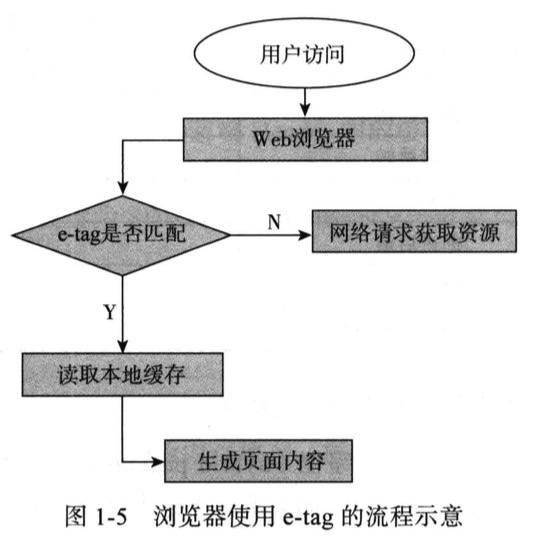 用户访问
Web浏览器
e-tag是否匹配
N
网络请求获取资源
Y
读取本地缓存
生成页面内容
图 1-5 浏览器使用 e-tag 的流程示意